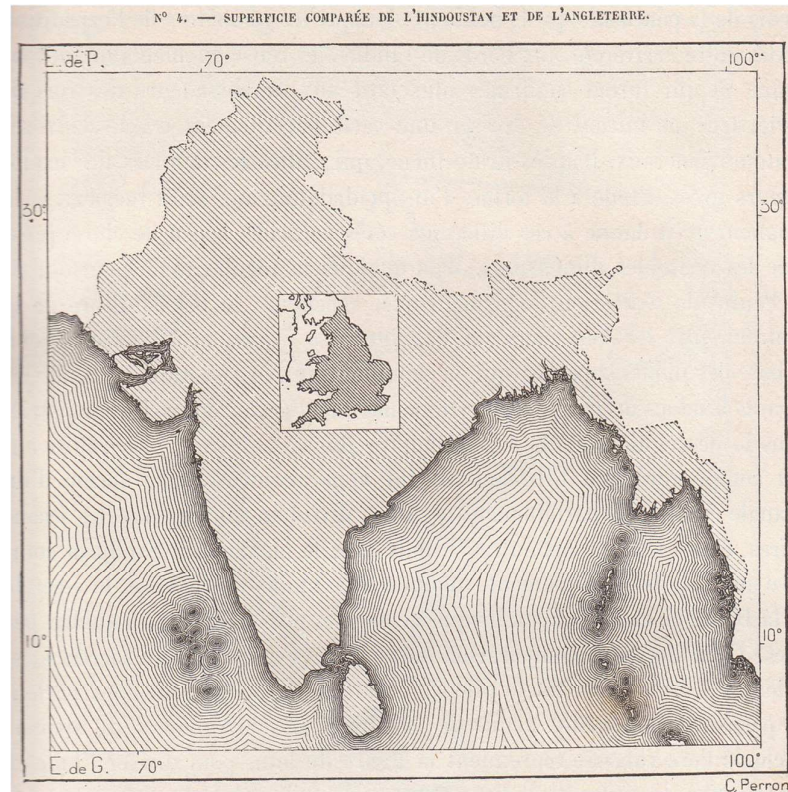 N° 4. — SUPERFICIE COMPARÉE DE L'HINDOUSTAN ET DE L'ANGLETERRE.
E. de P. 70° 100°
30° 30°
10° 10°
E. de G. 70° 100°
C. Perron